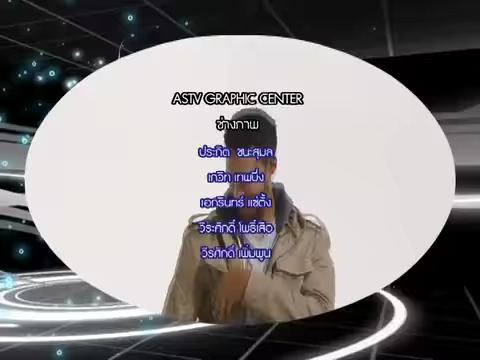 ASTV GRAPHIC CENTER
ช่างภาพ
ประกิต ชนะสุมล
เกอิท เทพนึ่ง
เอกรินทร์ แซ่ตั้ง
วีระศักดิ์ โพธิ์เสือ
วีรศักดิ์ เพิ่มพูน